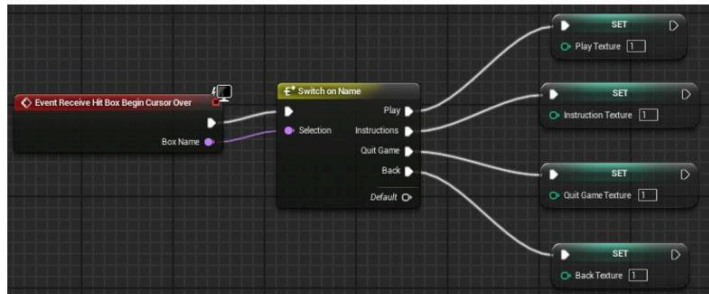 Event Receive Hit Box Begin Cursor Over
Box Name
Switch on Name
Selection
Play
Instructions
Quit Game
Back
Default
SET
Play Texture 1
SET
Instruction Texture 1
SET
Quit Game Texture 1
SET
Back Texture 1